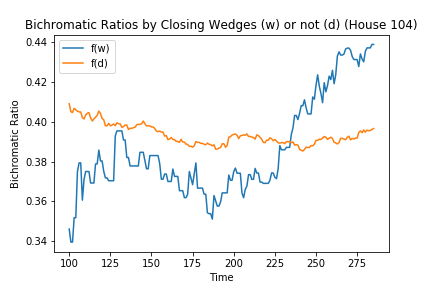 Bichromatic Ratios by Closing Wedges (w) or not (d) (House 104)
f(w)
f(d)
Bichromatic Ratio
0.44
0.42
0.40
0.38
0.36
0.34
100 125 150 175 200 225 250 275
Time